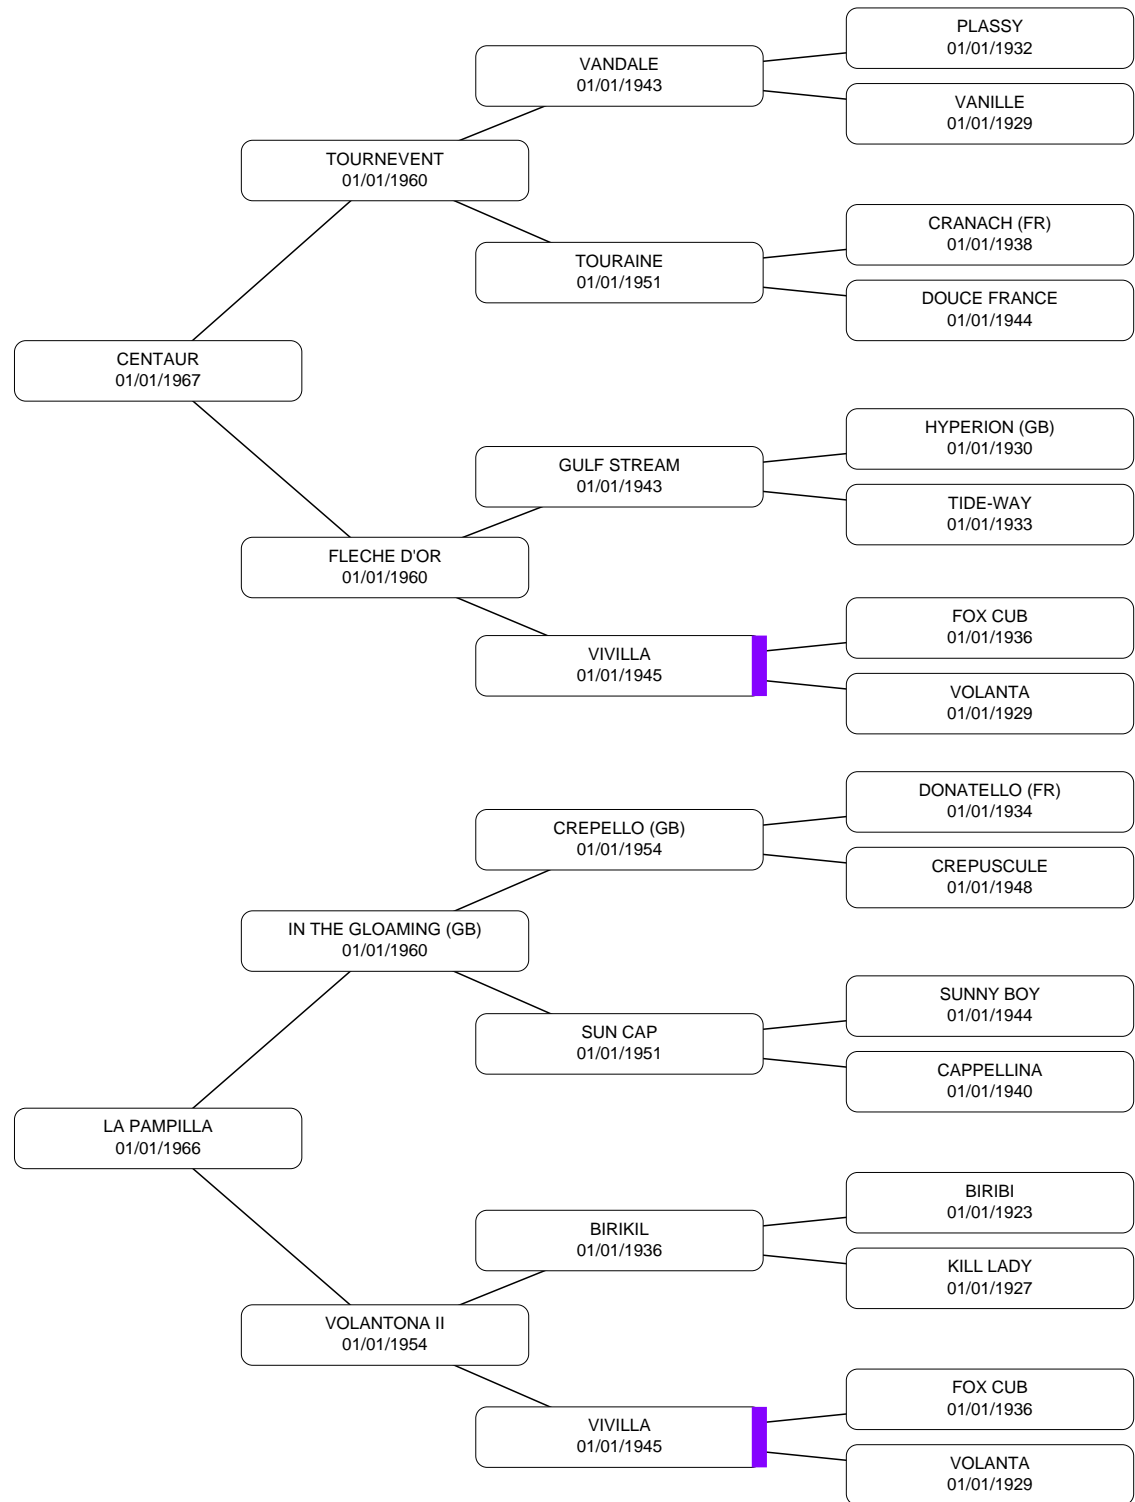 PLASSY
01/01/1932
VANDALE
01/01/1943
VANILLE
01/01/1929
TOURNEVENT
01/01/1960
CRANACH (FR)
01/01/1938
TOURAINE
01/01/1951
DOUCE FRANCE
01/01/1944
CENTAUR
01/01/1967
HYPERION (GB)
01/01/1930
GULF STREAM
01/01/1943
TIDE-WAY
01/01/1933
FLECHE D'OR
01/01/1960
FOX CUB
01/01/1936
VIVILLA
01/01/1945
VOLANTA
01/01/1929
DONATELLO (FR)
01/01/1934
CREPELLO (GB)
01/01/1954
CREPUSCULE
01/01/1948
IN THE GLOAMING (GB)
01/01/1960
SUNNY BOY
01/01/1944
SUN CAP
01/01/1951
CAPPELLINA
01/01/1940
LA PAMPILLA
01/01/1966
BIRIBI
01/01/1923
BIRIKIL
01/01/1936
KILL LADY
01/01/1927
VOLANTONA II
01/01/1954
FOX CUB
01/01/1936
VIVILLA
01/01/1945
VOLANTA
01/01/1929